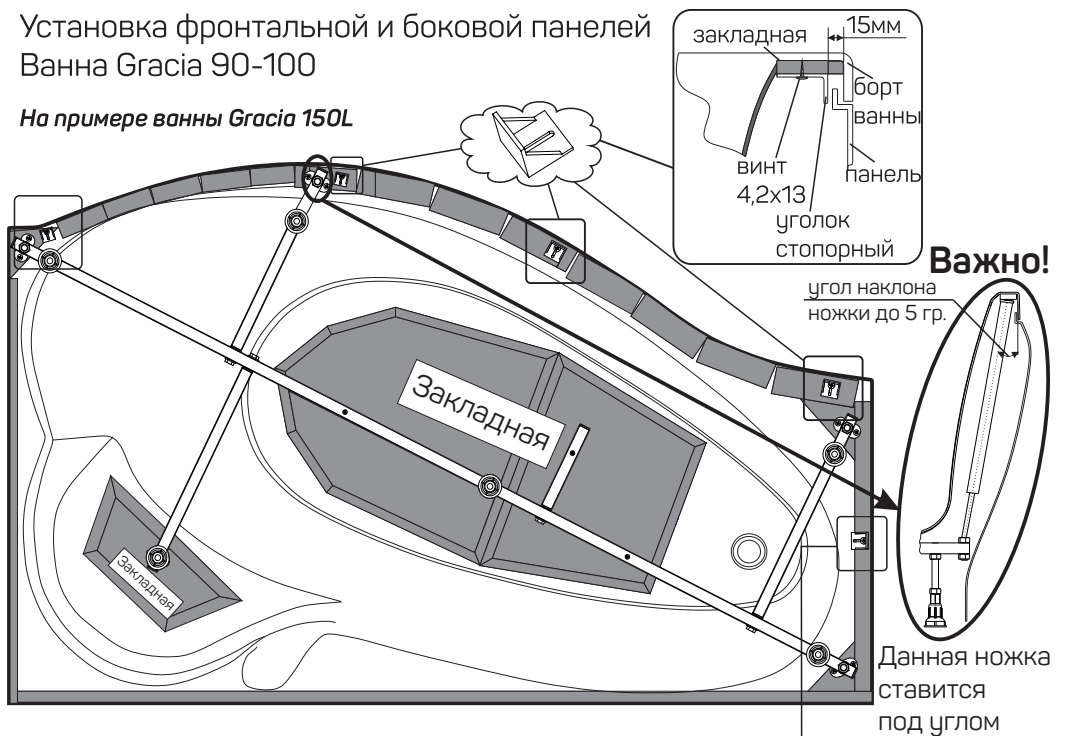 Установка фронтальной и боковой панелей
Ванна Gracia 90-100
На примере ванны Gracia 150L
закладная
15мм
борт
ванны
винт
4,2х13
панель
уголок
стопорный
Важно!
угол наклона
ножки до 5 гр.
Закладная
Закладная
Данная ножка
ставится
под углом